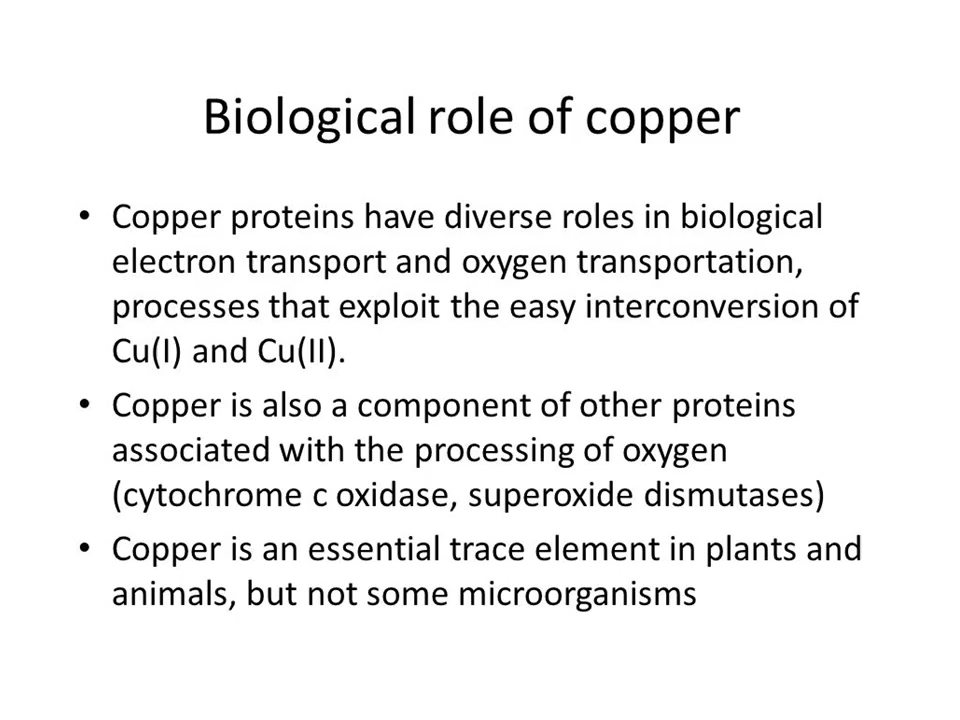 Biological role of copper
• Copper proteins have diverse roles in biological
electron transport and oxygen transportation,
processes that exploit the easy interconversion of
Cu(I) and Cu(II).
• Copper is also a component of other proteins
associated with the processing of oxygen
(cytochrome c oxidase, superoxide dismutases)
• Copper is an essential trace element in plants and
animals, but not some microorganisms